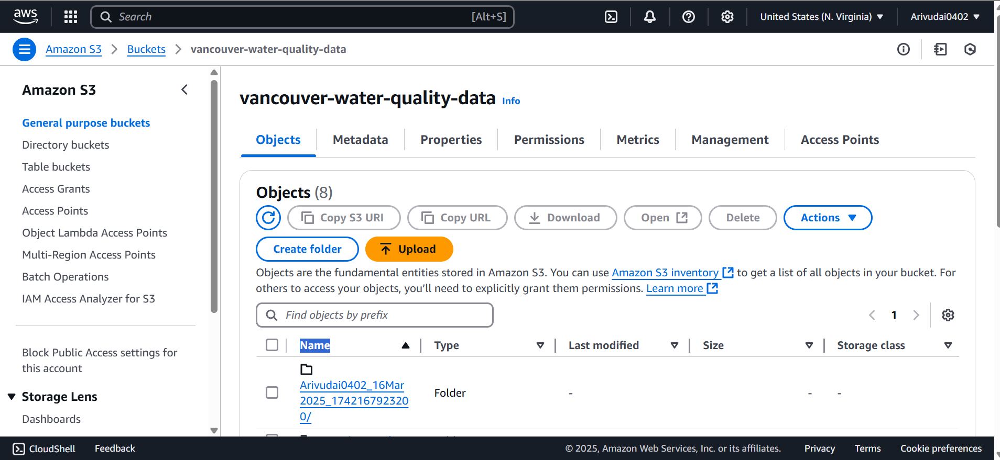 aws
Search [Alt+S]
United States (N. Virginia)
Arivudai0402
Amazon S3
Buckets
vancouver-water-quality-data
Amazon S3
General purpose buckets
Directory buckets
Table buckets
Access Grants
Access Points
Object Lambda Access Points
Multi-Region Access Points
Batch Operations
IAM Access Analyzer for S3
Block Public Access settings for
this account
Storage Lens
Dashboards
vancouver-water-quality-data Info
Objects
Metadata
Properties
Permissions
Metrics
Management
Access Points
Objects (8)
Copy S3 URI
Copy URL
Download
Open
Delete
Actions
Create folder
Upload
Objects are the fundamental entities stored in Amazon S3. You can use Amazon S3 inventory to get a list of all objects in your bucket. For
others to access your objects, you’ll need to explicitly grant them permissions. Learn more
Find objects by prefix
1
Name
Type
Last modified
Size
Storage class
Arivudai0402_16Mar
2025_174216792320
0/
Folder
-
-
-
CloudShell
Feedback
© 2025, Amazon Web Services, Inc. or its affiliates.
Privacy
Terms
Cookie preferences